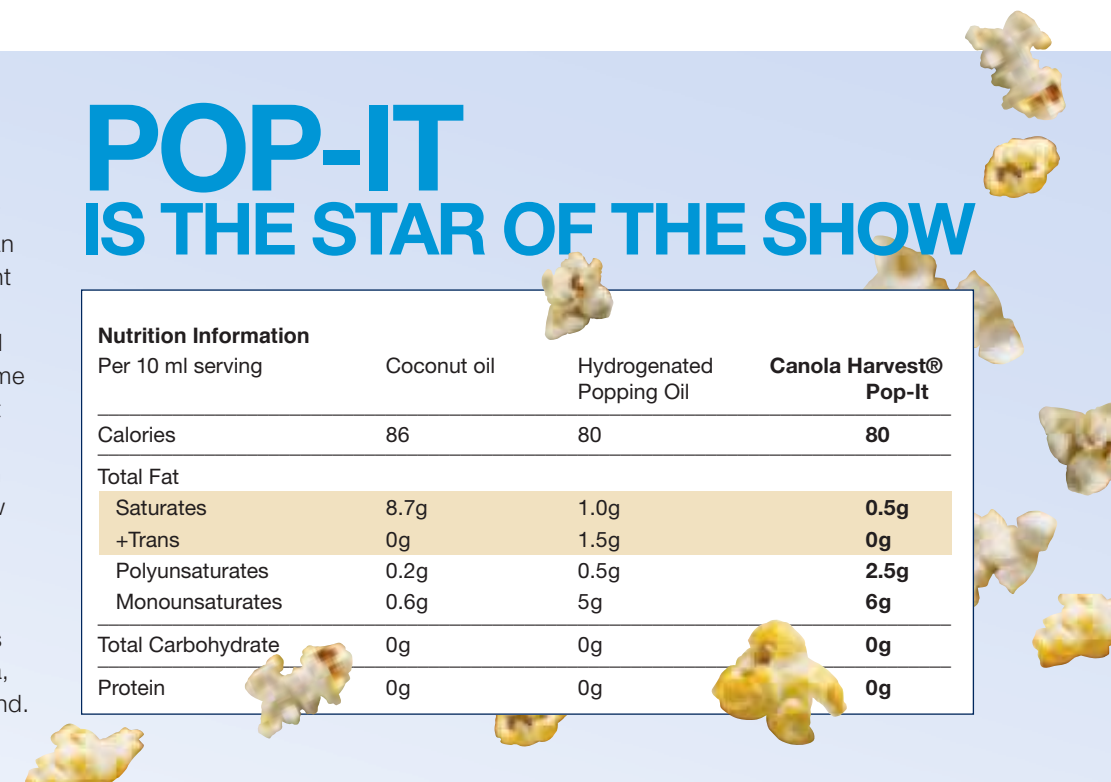 POP-IT
IS THE STAR OF THE SHOW
Nutrition Information
Per 10 ml serving Coconut oil Hydrogenated Popping Oil Canola Harvest® Pop-It
Calories 86 80 80
Total Fat
Saturates 8.7g 1.0g 0.5g
+Trans 0g 1.5g 0g
Polyunsaturates 0.2g 0.5g 2.5g
Monounsaturates 0.6g 5g 6g
Total Carbohydrate 0g 0g 0g
Protein 0g 0g 0g